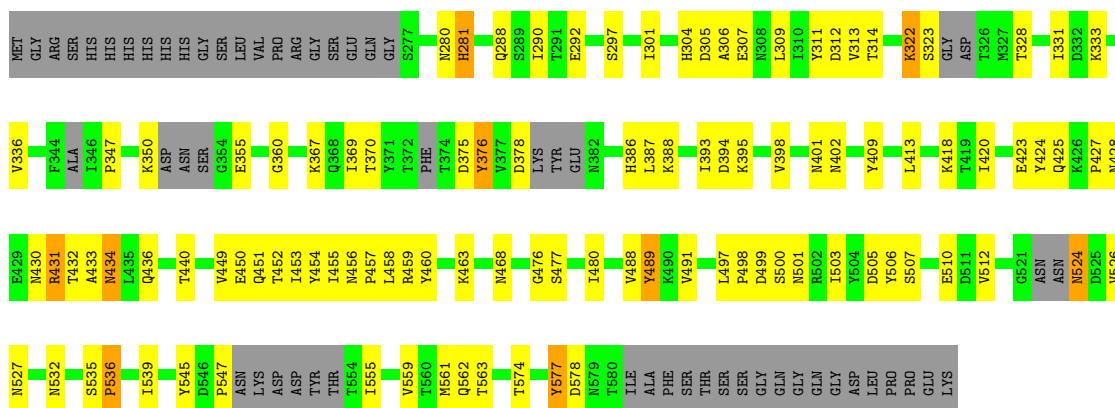 MET GLY ARG SER HIS HIS HIS HIS HIS HIS GLY SER LEU VAL PRO ARG GLY SER GLU GLN GLY S277 N280 H281 Q288 S289 I290 T291 E292 S297 I301 H304 D305 A306 E307 N308 L309 I310 Y311 D312 V313 T314 K322 S323 GLY ASP T326 M327 T328 I331 D332 K333
V336 F344 ALA I346 P347 K350 ASP ASN SER G354 E355 G360 K367 Q368 I369 T370 Y371 T372 PHE T374 D375 Y376 V377 D378 LYS TYR GLU N382 H386 L387 K388 I393 D394 K395 V398 N401 N402 Y409 L413 K418 T419 I420 E423 Y424 Q425 K426 P427 N428
E429 N430 R431 T432 A433 N434 L435 Q436 T440 V449 E450 Q451 T452 I453 Y454 I455 N456 P457 L458 R459 Y460 K463 N468 G476 S477 I480 V488 Y489 K490 V491 L497 P498 D499 S500 N501 R502 I503 Y504 D505 Y506 S507 E510 D511 V512 G521 ASN ASN N524 D525 V526
N527 N532 S535 P536 I539 Y545 D546 P547 ASN LYS ASP ASP TYR THR T554 I555 V559 T560 M561 Q562 T563 T574 Y577 D578 N579 T580 ILE ALA PHE SER THR SER SER GLY GLN GLY GLN GLY ASP LEU PRO PRO GLU LYS